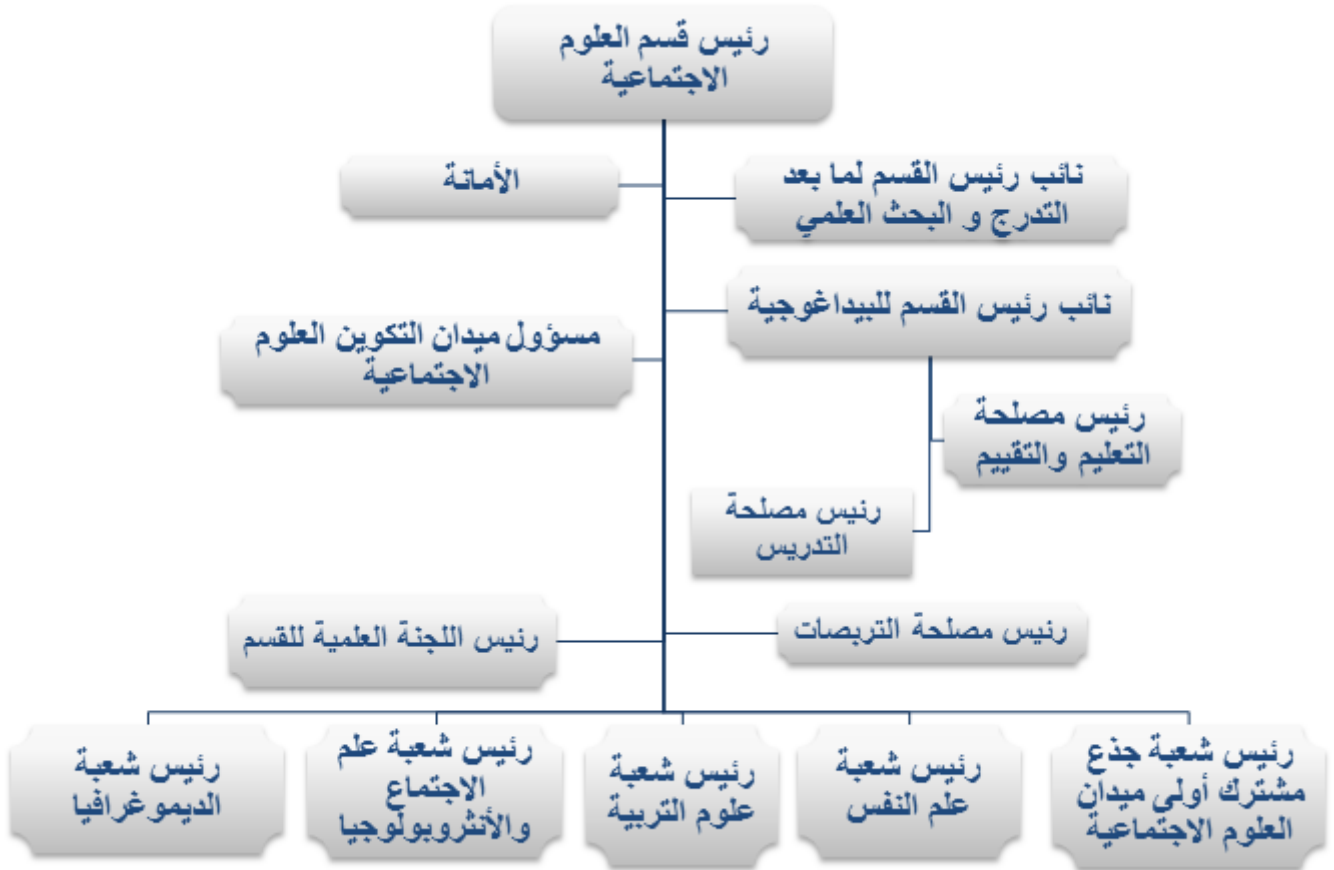 رئيس قسم العلوم
الاجتماعية
نائب رئيس القسم لما بعد
التدرج و البحث العلمي
الأمانة
نائب رئيس القسم للبيداغوجية
مسؤول ميدان التكوين العلوم
الاجتماعية
رئيس مصلحة
التعليم والتقييم
رئيس مصلحة
التدريس
رئيس مصلحة التربصات
رئيس اللجنة العلمية للقسم
رئيس شعبة جذع
مشترك أولى ميدان
العلوم الاجتماعية
رئيس شعبة
علم النفس
رئيس شعبة
علوم التربية
رئيس شعبة علم
الاجتماع
والأنثروبولوجيا
رئيس شعبة
الديموغرافيا